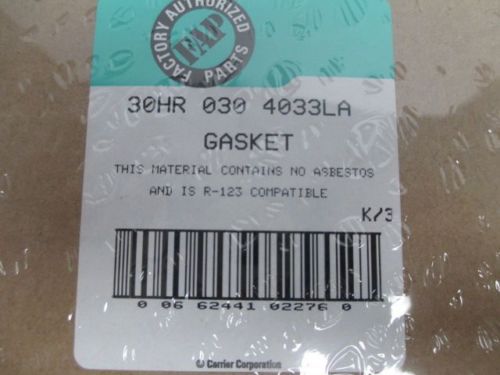 FACTORY AUTHORIZED
FAP
PARTS
30HR 030 4033LA
GASKET
THIS MATERIAL CONTAINS NO ASBESTOS
AND IS R-123 COMPATIBLE
K/3
0 06 62441 02276 0
© Carrier Corporation